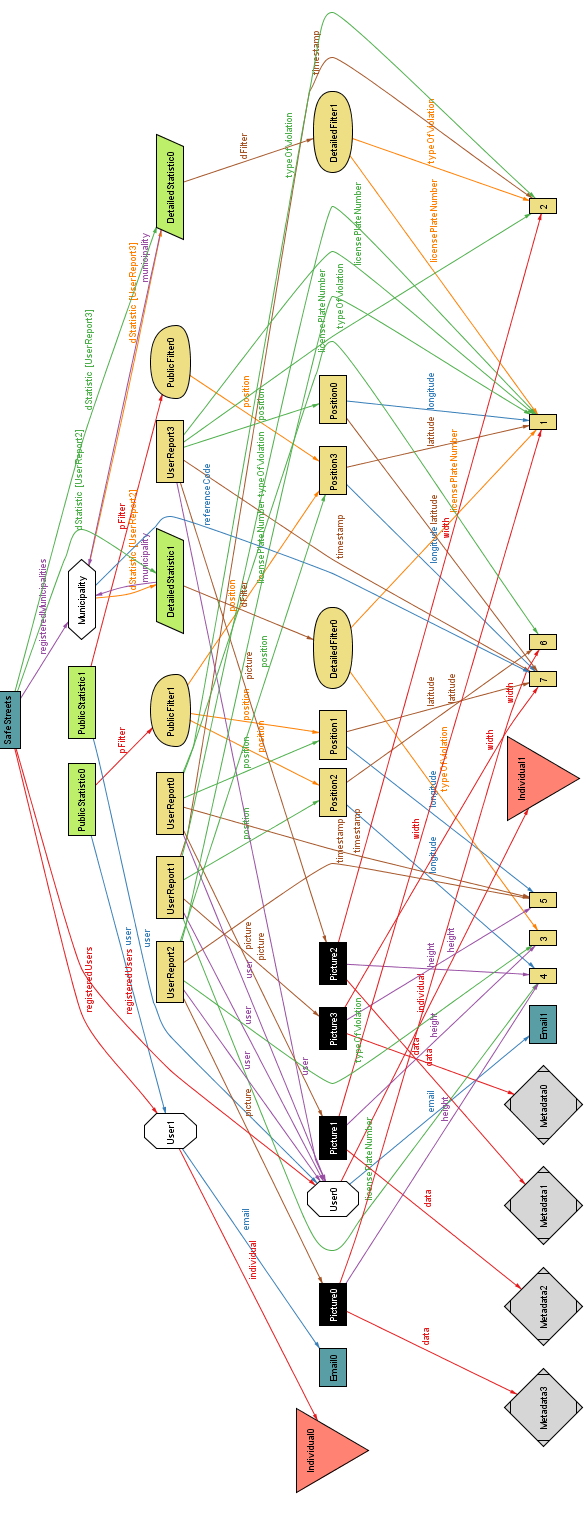 SafeStreets
registeredMunicipalities
registeredUsers
registeredUsers
dStatistic [UserReport3]
dStatistic [UserReport2]
Municipality
PublicStatistic1
PublicStatistic0
pFilter
pFilter
user
user
dStatistic [UserReport3]
municipality
dStatistic [UserReport2]
municipality
DetailedStatistic0
PublicFilter0
UserReport3
DetailedStatistic1
PublicFilter1
UserReport0
UserReport1
UserReport2
User1
referenceCode
dFilter
position
position
licensePlateNumber
typeOfViolation
typeOfViolation
dFilter
position
picture
position
position
position
position
position
picture
picture
user
user
user
user
picture
email
individual
timestamp
DetailedFilter1
Position0
Position3
DetailedFilter0
Position1
Position2
Picture2
Picture3
Picture1
User0
Picture0
Email0
Individual0
licensePlateNumber
typeOfViolation
licensePlateNumber
timestamp
timestamp
timestamp
typeOfViolation
licensePlateNumber
typeOfViolation
licensePlateNumber
longitude
latitude
latitude
longitude
licensePlateNumber
width
latitude
latitude
longitude
typeOfViolation
width
longitude
width
width
height
height
individual
data
data
height
email
height
data
data
2
1
6
7
Individual1
5
3
4
Email1
Metadata0
Metadata1
Metadata2
Metadata3